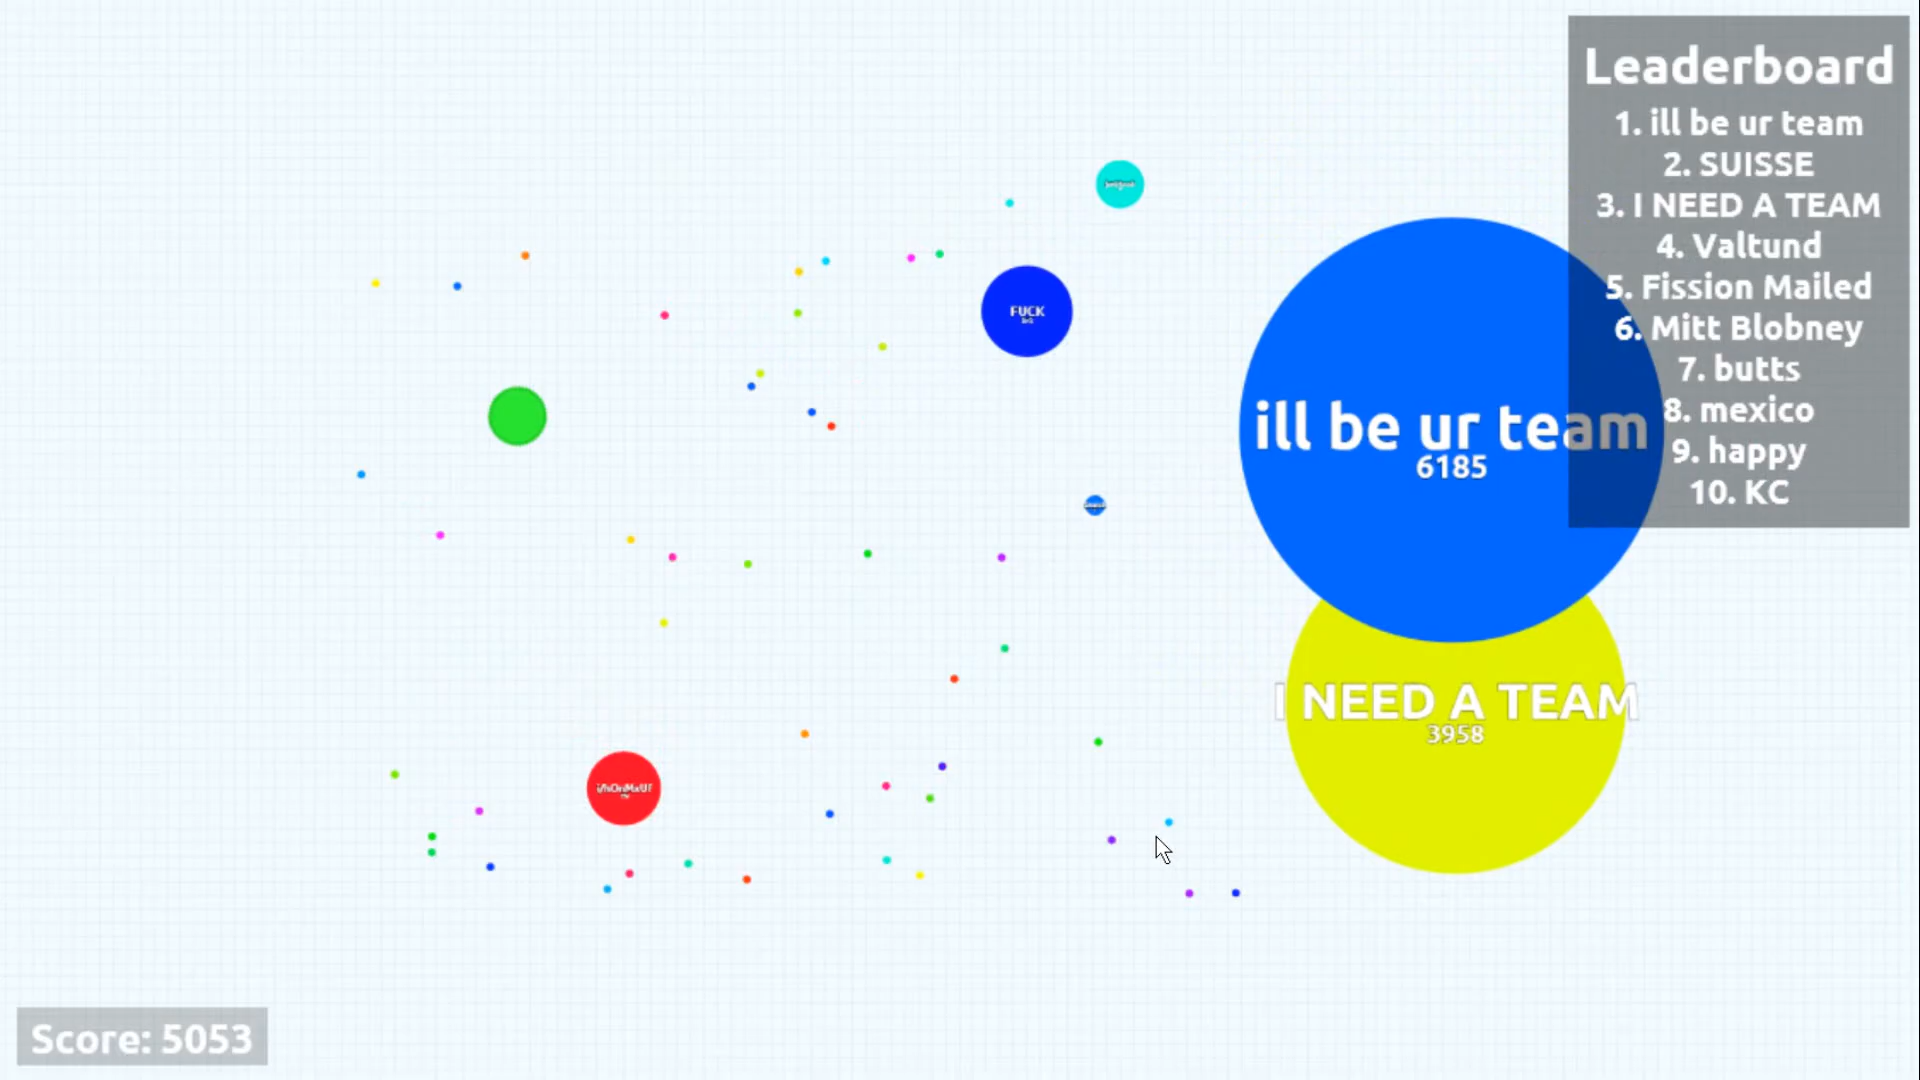 Leaderboard
1. ill be ur team
2. SUISSE
3. I NEED A TEAM
4. Valtund
5. Fission Mailed
6. Mitt Blobney
7. butts
8. mexico
9. happy
10. KC
FUCK
ill be ur team
6185
I NEED A TEAM
3958
Score: 5053